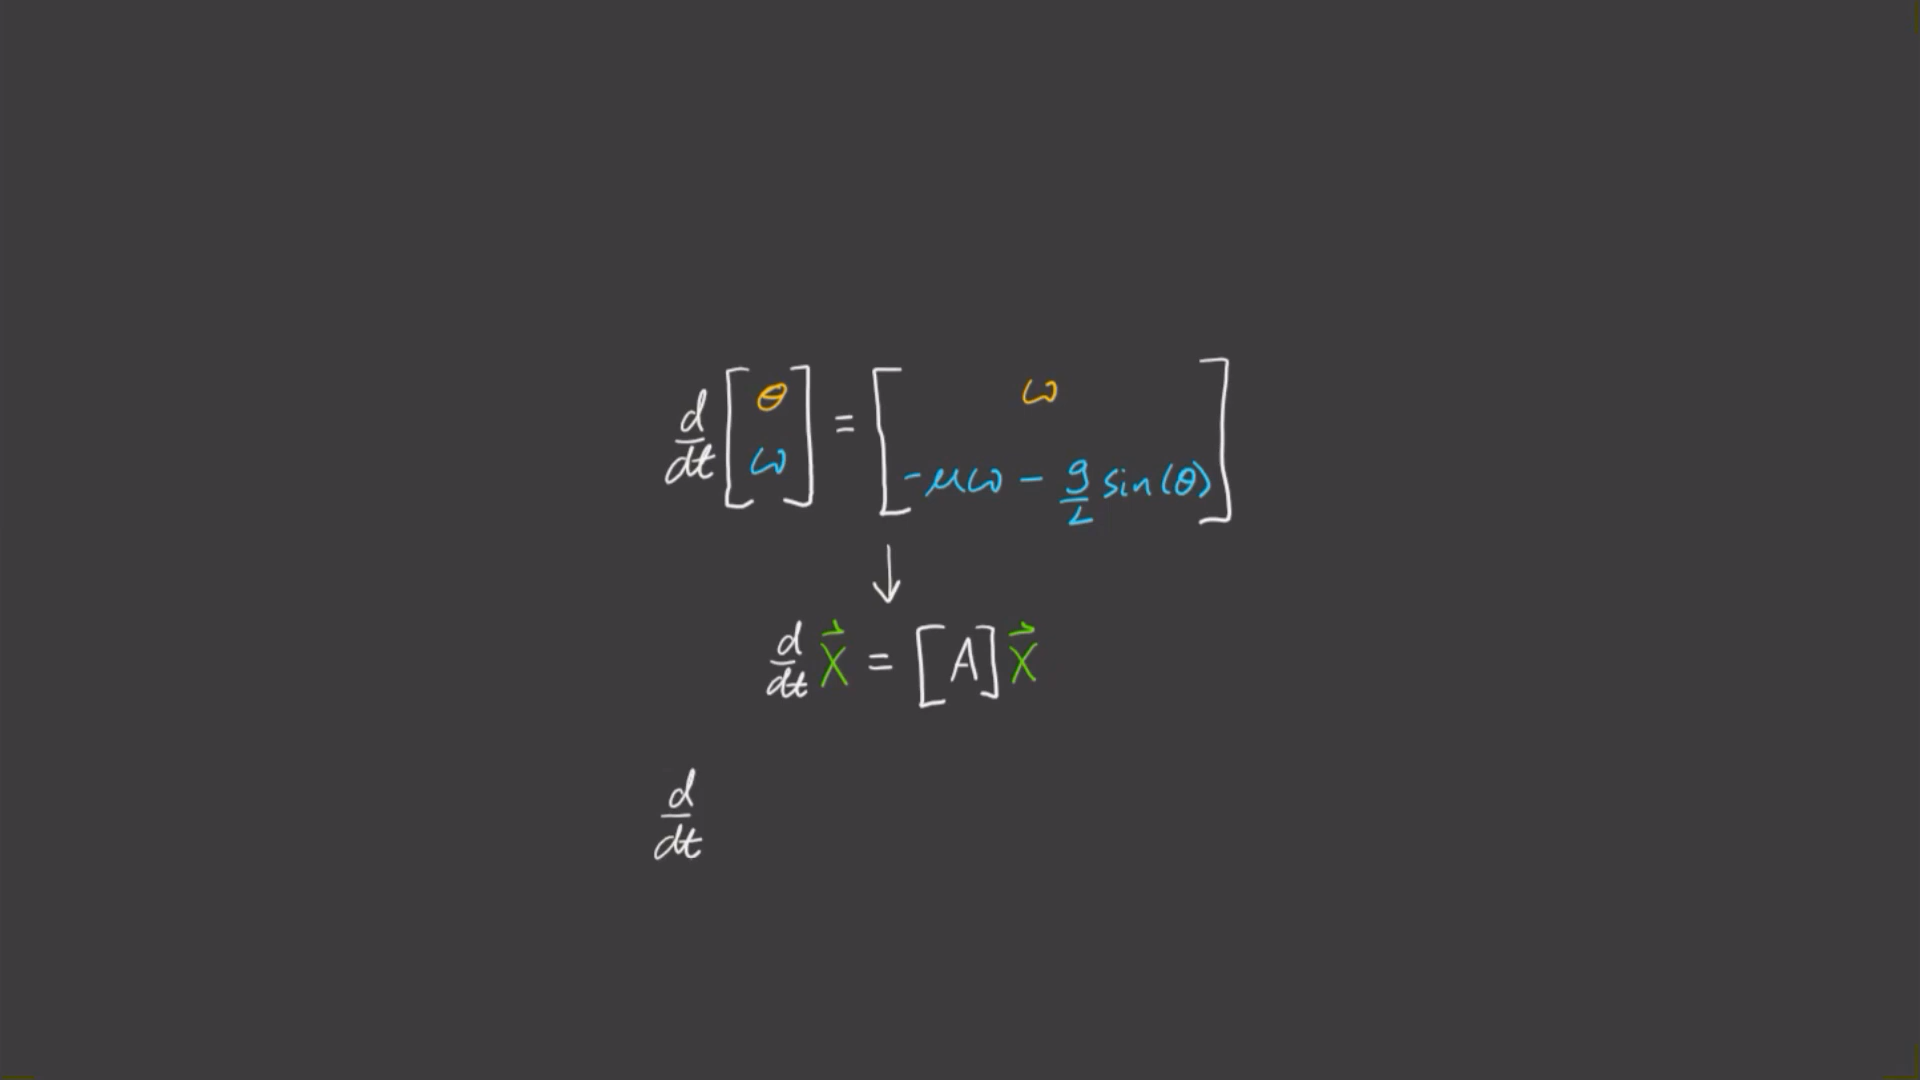 d/dt [θ ω] = [ω -μω - g/L sin(θ)]
↓
d/dt x⃗ = [A] x⃗
d/dt